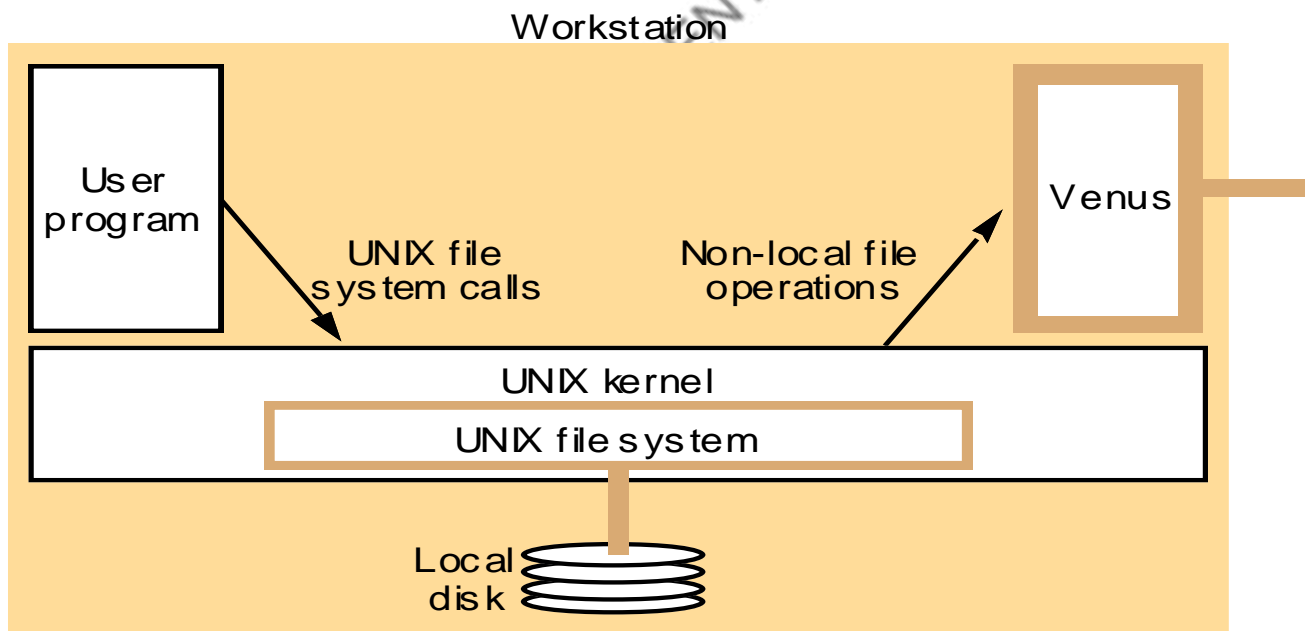 Workstation
User
program
UNIX file
system calls
Non-local file
operations
Venus
UNIX kernel
UNIX file system
Local
disk